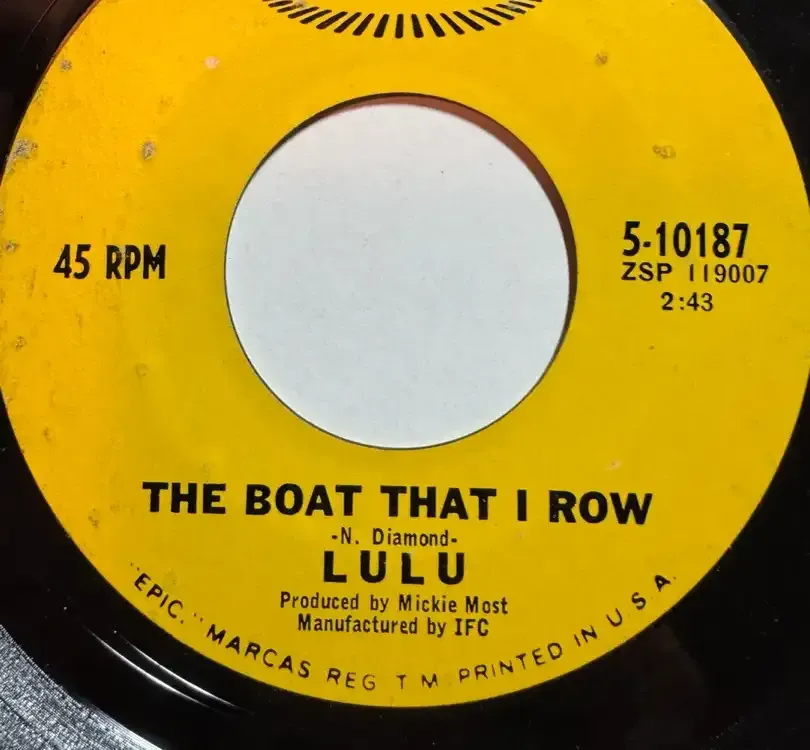 45 RPM
5-10187
ZSP 119007
2:43
THE BOAT THAT I ROW
-N. Diamond-
LULU
Produced by Mickie Most
Manufactured by IFC
"EPIC," MARCAS REG T M PRINTED IN U.S.A.